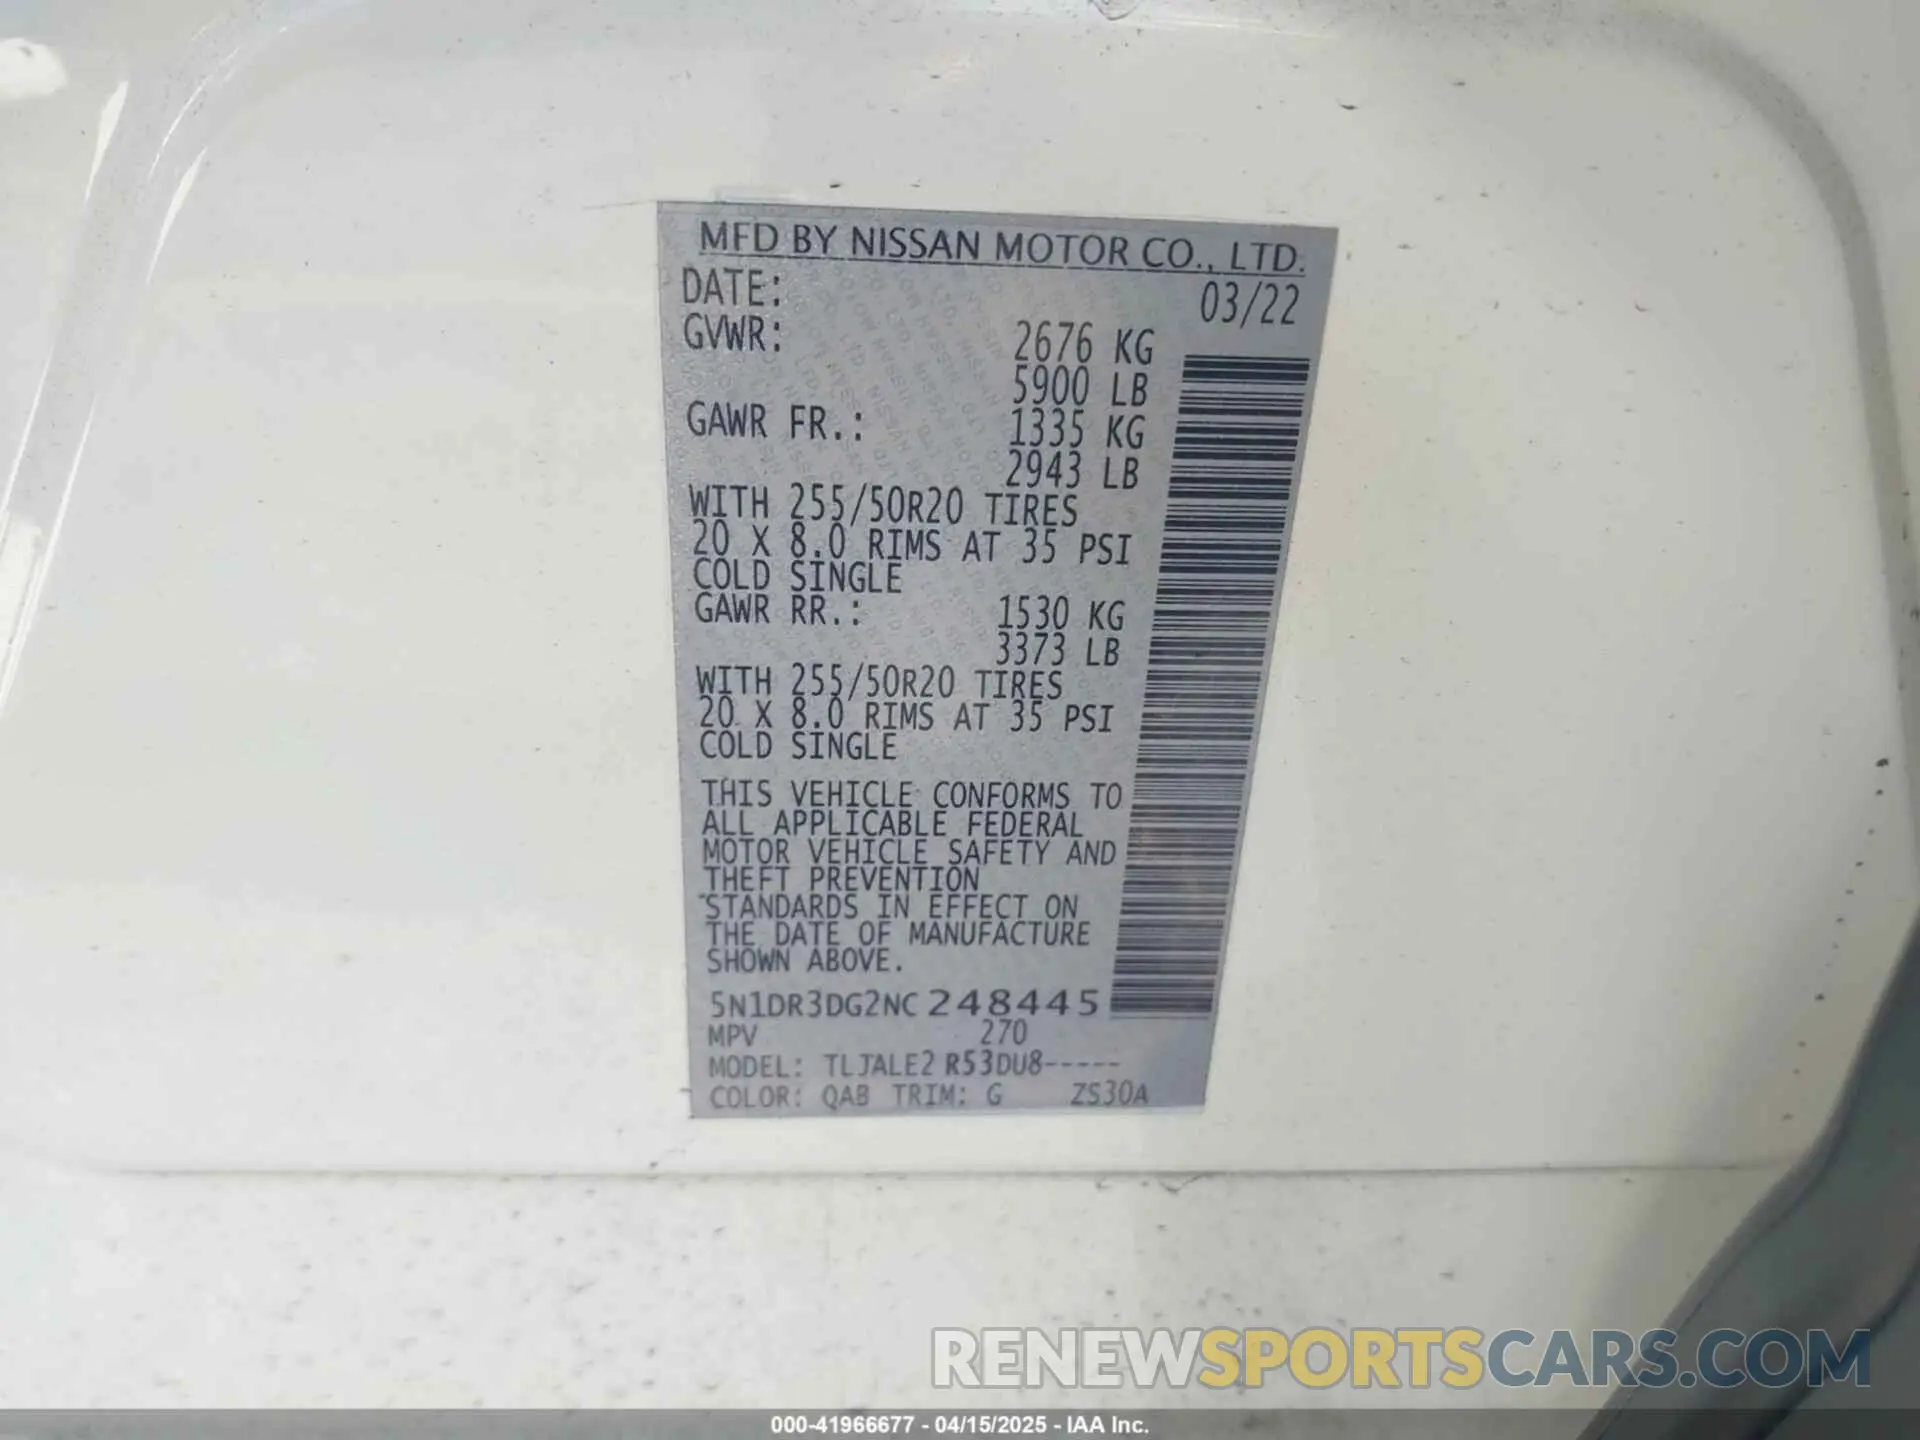 MFD BY NISSAN MOTOR CO., LTD.
DATE: 03/22
GVWR: 2676 KG
5900 LB
GAWR FR.: 1335 KG
2943 LB
WITH 255/50R20 TIRES
20 X 8.0 RIMS AT 35 PSI
COLD SINGLE
GAWR RR.: 1530 KG
3373 LB
WITH 255/50R20 TIRES
20 X 8.0 RIMS AT 35 PSI
COLD SINGLE
THIS VEHICLE CONFORMS TO
ALL APPLICABLE FEDERAL
MOTOR VEHICLE SAFETY AND
THEFT PREVENTION
STANDARDS IN EFFECT ON
THE DATE OF MANUFACTURE
SHOWN ABOVE.
5N1DR3DG2NC248445
MPV 270
MODEL: TLJALE2 R53DU8-----
COLOR: QAB TRIM: G ZS30A
RENEWSPORTSCARS.COM
000-41966677 - 04/15/2025 - IAA Inc.